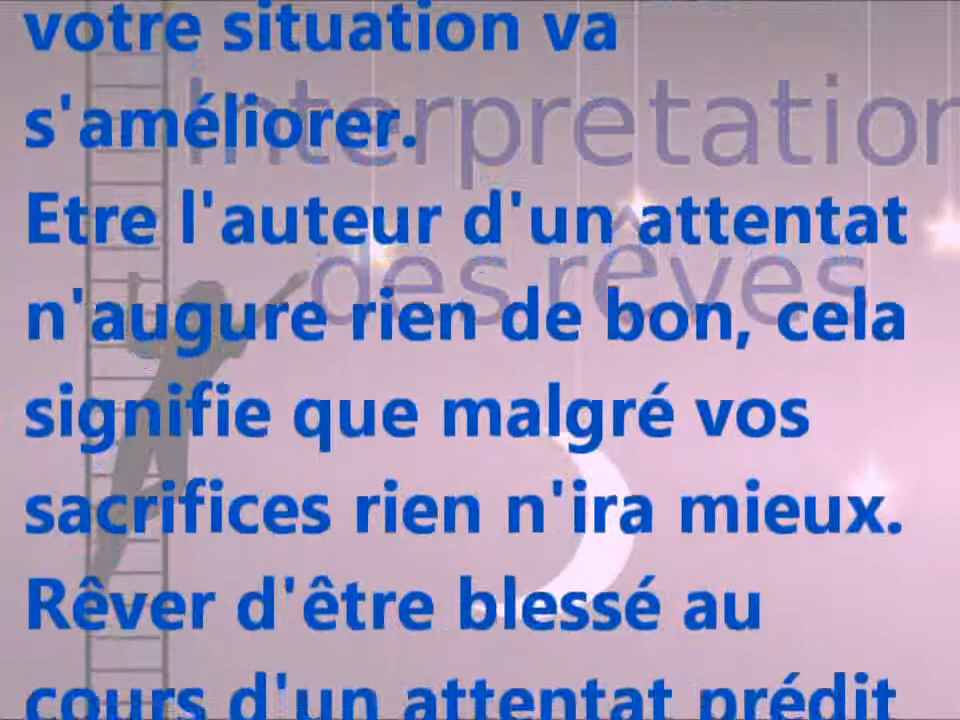 votre situation va
s'améliorer.
Interpretation
Etre l'auteur d'un attentat
des rêves
n'augure rien de bon, cela
signifie que malgré vos
sacrifices rien n'ira mieux.
Rêver d'être blessé au
cours d'un attentat prédit